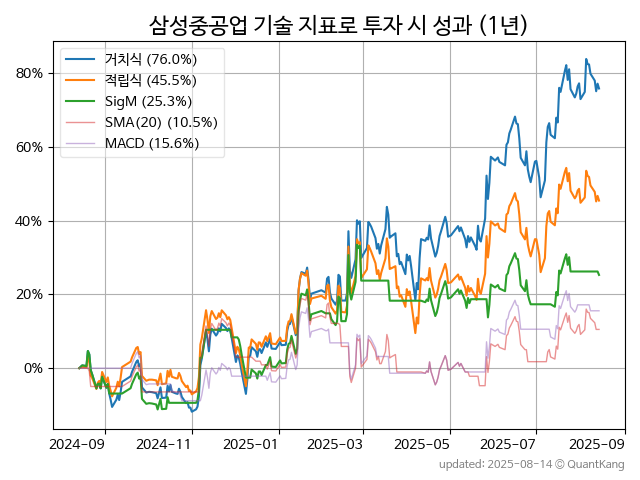 삼성중공업 기술 지표로 투자 시 성과 (1년)
거치식 (76.0%)
적립식 (45.5%)
SigM (25.3%)
SMA(20) (10.5%)
MACD (15.6%)
80%
60%
40%
20%
0%
2024-09 2024-11 2025-01 2025-03 2025-05 2025-07 2025-09
updated: 2025-08-14 ⓒ QuantKang